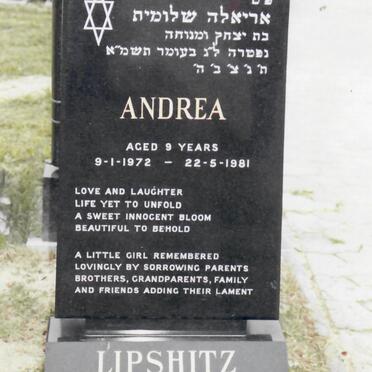 פ״ט
אריאלה שלומית
בת יצחק ומנוחה
נפטרה ל״ג בעומר תשמ״א
ת׳ נ׳ צ׳ ב׳ ה׳
ANDREA
AGED 9 YEARS
9-1-1972 — 22-5-1981
LOVE AND LAUGHTER
LIFE YET TO UNFOLD
A SWEET INNOCENT BLOOM
BEAUTIFUL TO BEHOLD
A LITTLE GIRL REMEMBERED
LOVINGLY BY SORROWING PARENTS
BROTHERS, GRANDPARENTS, FAMILY
AND FRIENDS ADDING THEIR LAMENT
LIPSHITZ